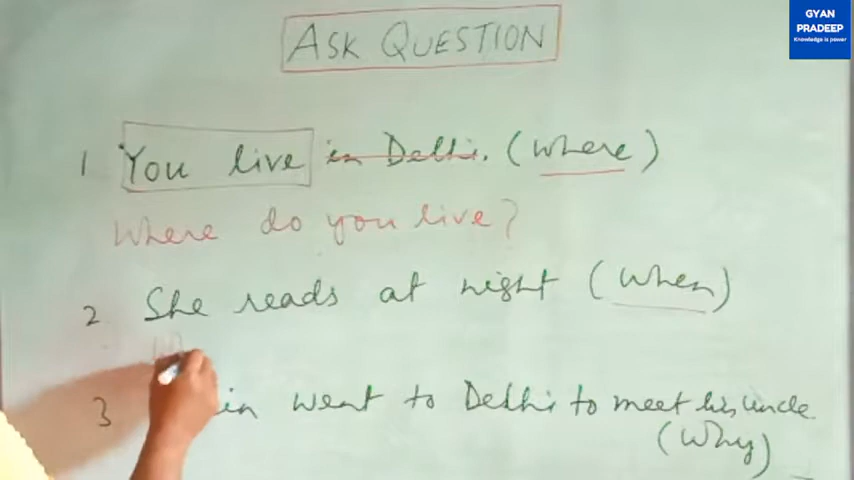 GYAN
PRADEEP
Knowledge is power
ASK QUESTION
1 You live in Delhi. (where)
Where do you live?
2 She reads at night (when)
3 in went to Delhi to meet his uncle
(Why)